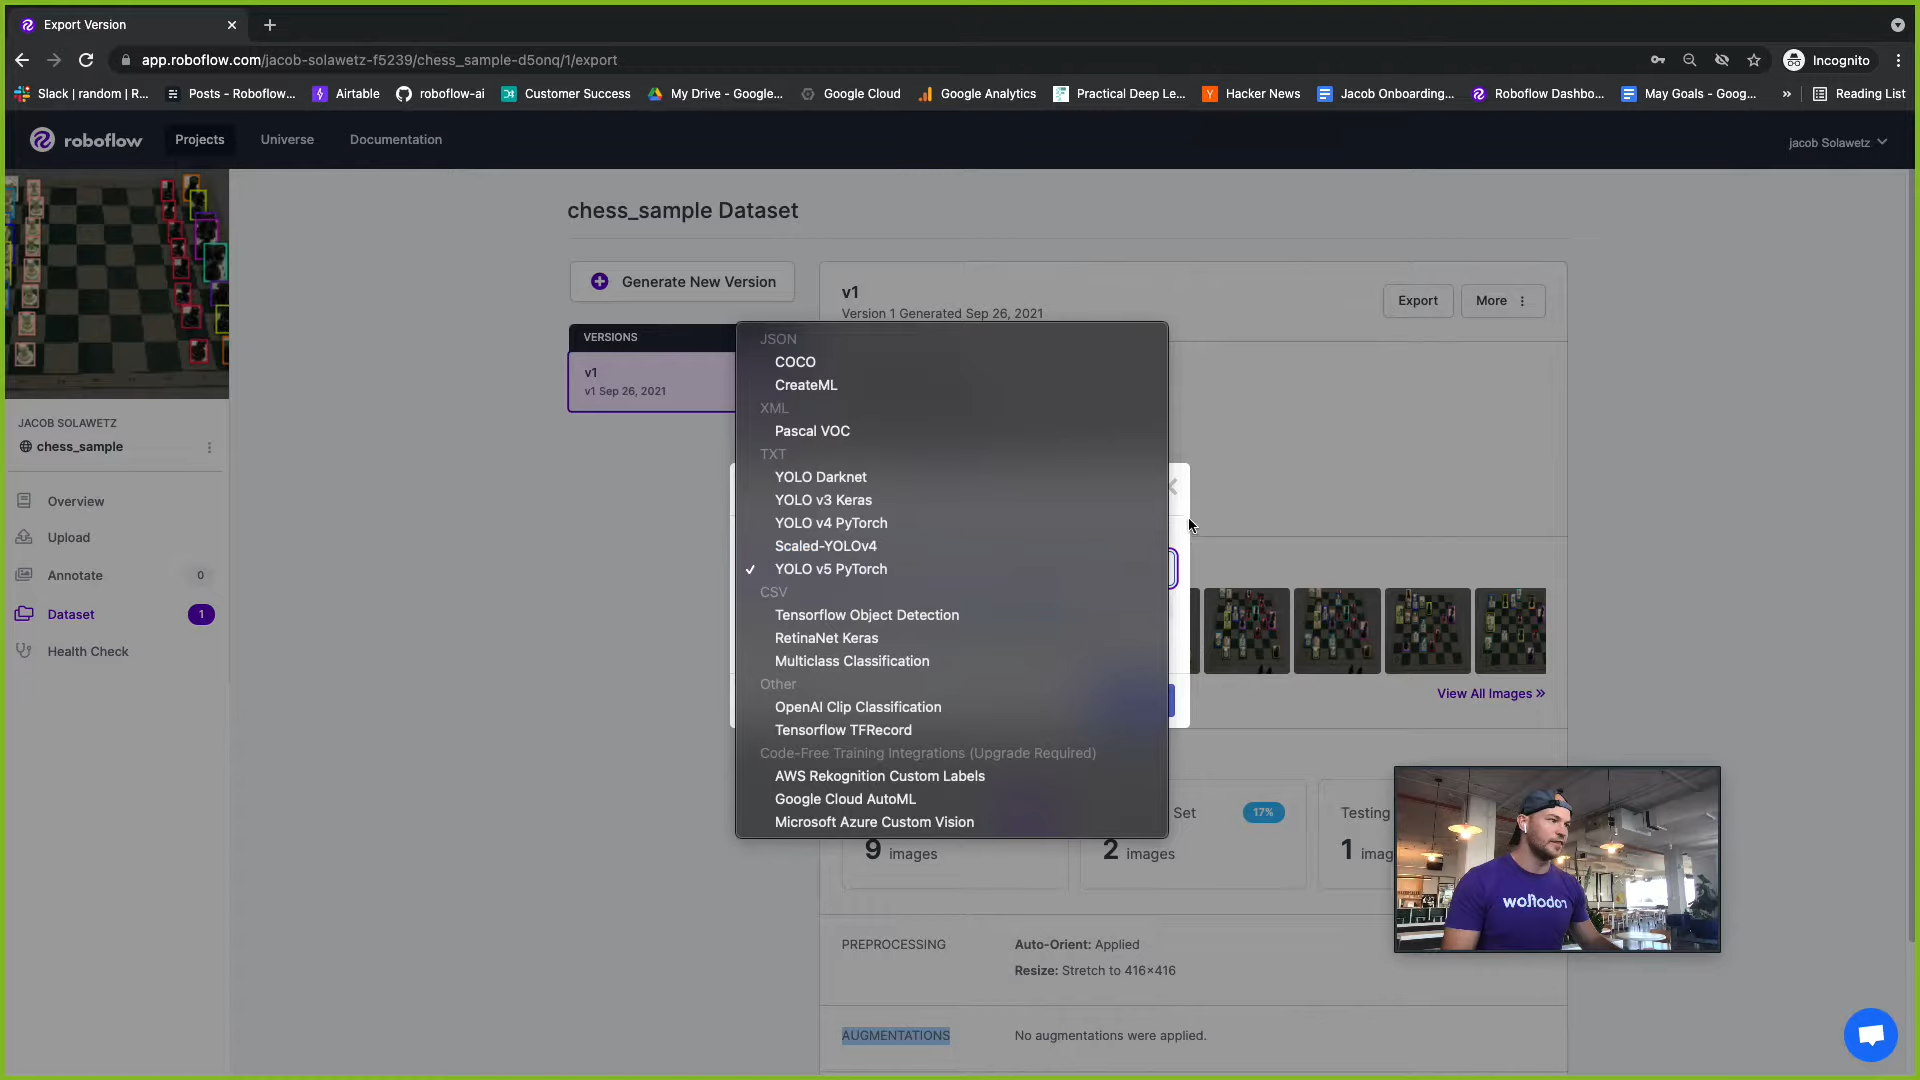 Export Version
app.roboflow.com/jacob-solawetz-f5239/chess_sample-d5onq/1/export
Incognito
Slack | random | R...
Posts - Roboflow...
Airtable
roboflow-ai
Customer Success
My Drive - Google...
Google Cloud
Google Analytics
Practical Deep Le...
Hacker News
Jacob Onboarding...
Roboflow Dashbo...
May Goals - Goog...
Reading List
roboflow
Projects
Universe
Documentation
jacob Solawetz
chess_sample Dataset
Generate New Version
v1
Version 1 Generated Sep 26, 2021
Export
More
VERSIONS
v1
v1 Sep 26, 2021
JACOB SOLAWETZ
chess_sample
Overview
Upload
Annotate 0
Dataset 1
Health Check
JSON
COCO
CreateML
XML
Pascal VOC
TXT
YOLO Darknet
YOLO v3 Keras
YOLO v4 PyTorch
Scaled-YOLOv4
YOLO v5 PyTorch
CSV
Tensorflow Object Detection
RetinaNet Keras
Multiclass Classification
Other
OpenAI Clip Classification
Tensorflow TFRecord
Code-Free Training Integrations (Upgrade Required)
AWS Rekognition Custom Labels
Google Cloud AutoML
Microsoft Azure Custom Vision
View All Images »
Set 17%
Testing
9 images
2 images
1 imag
roboflow
PREPROCESSING
Auto-Orient: Applied
Resize: Stretch to 416×416
AUGMENTATIONS
No augmentations were applied.